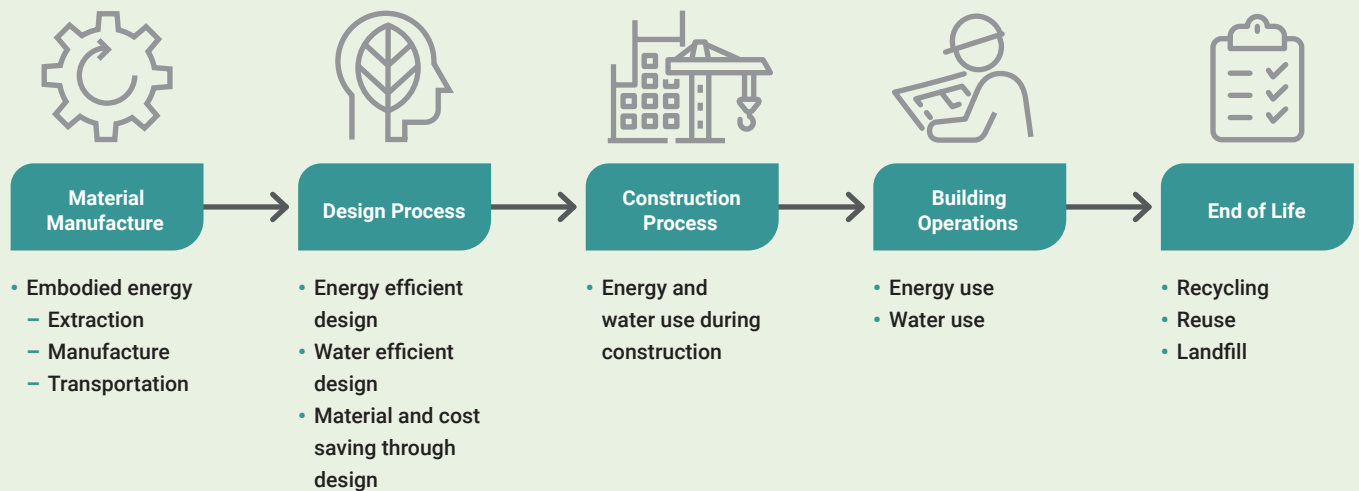 Material
Manufacture
Design Process
Construction
Process
Building
Operations
End of Life
• Embodied energy
– Extraction
– Manufacture
– Transportation
• Energy efficient
design
• Water efficient
design
• Material and cost
saving through
design
• Energy and
water use during
construction
• Energy use
• Water use
• Recycling
• Reuse
• Landfill